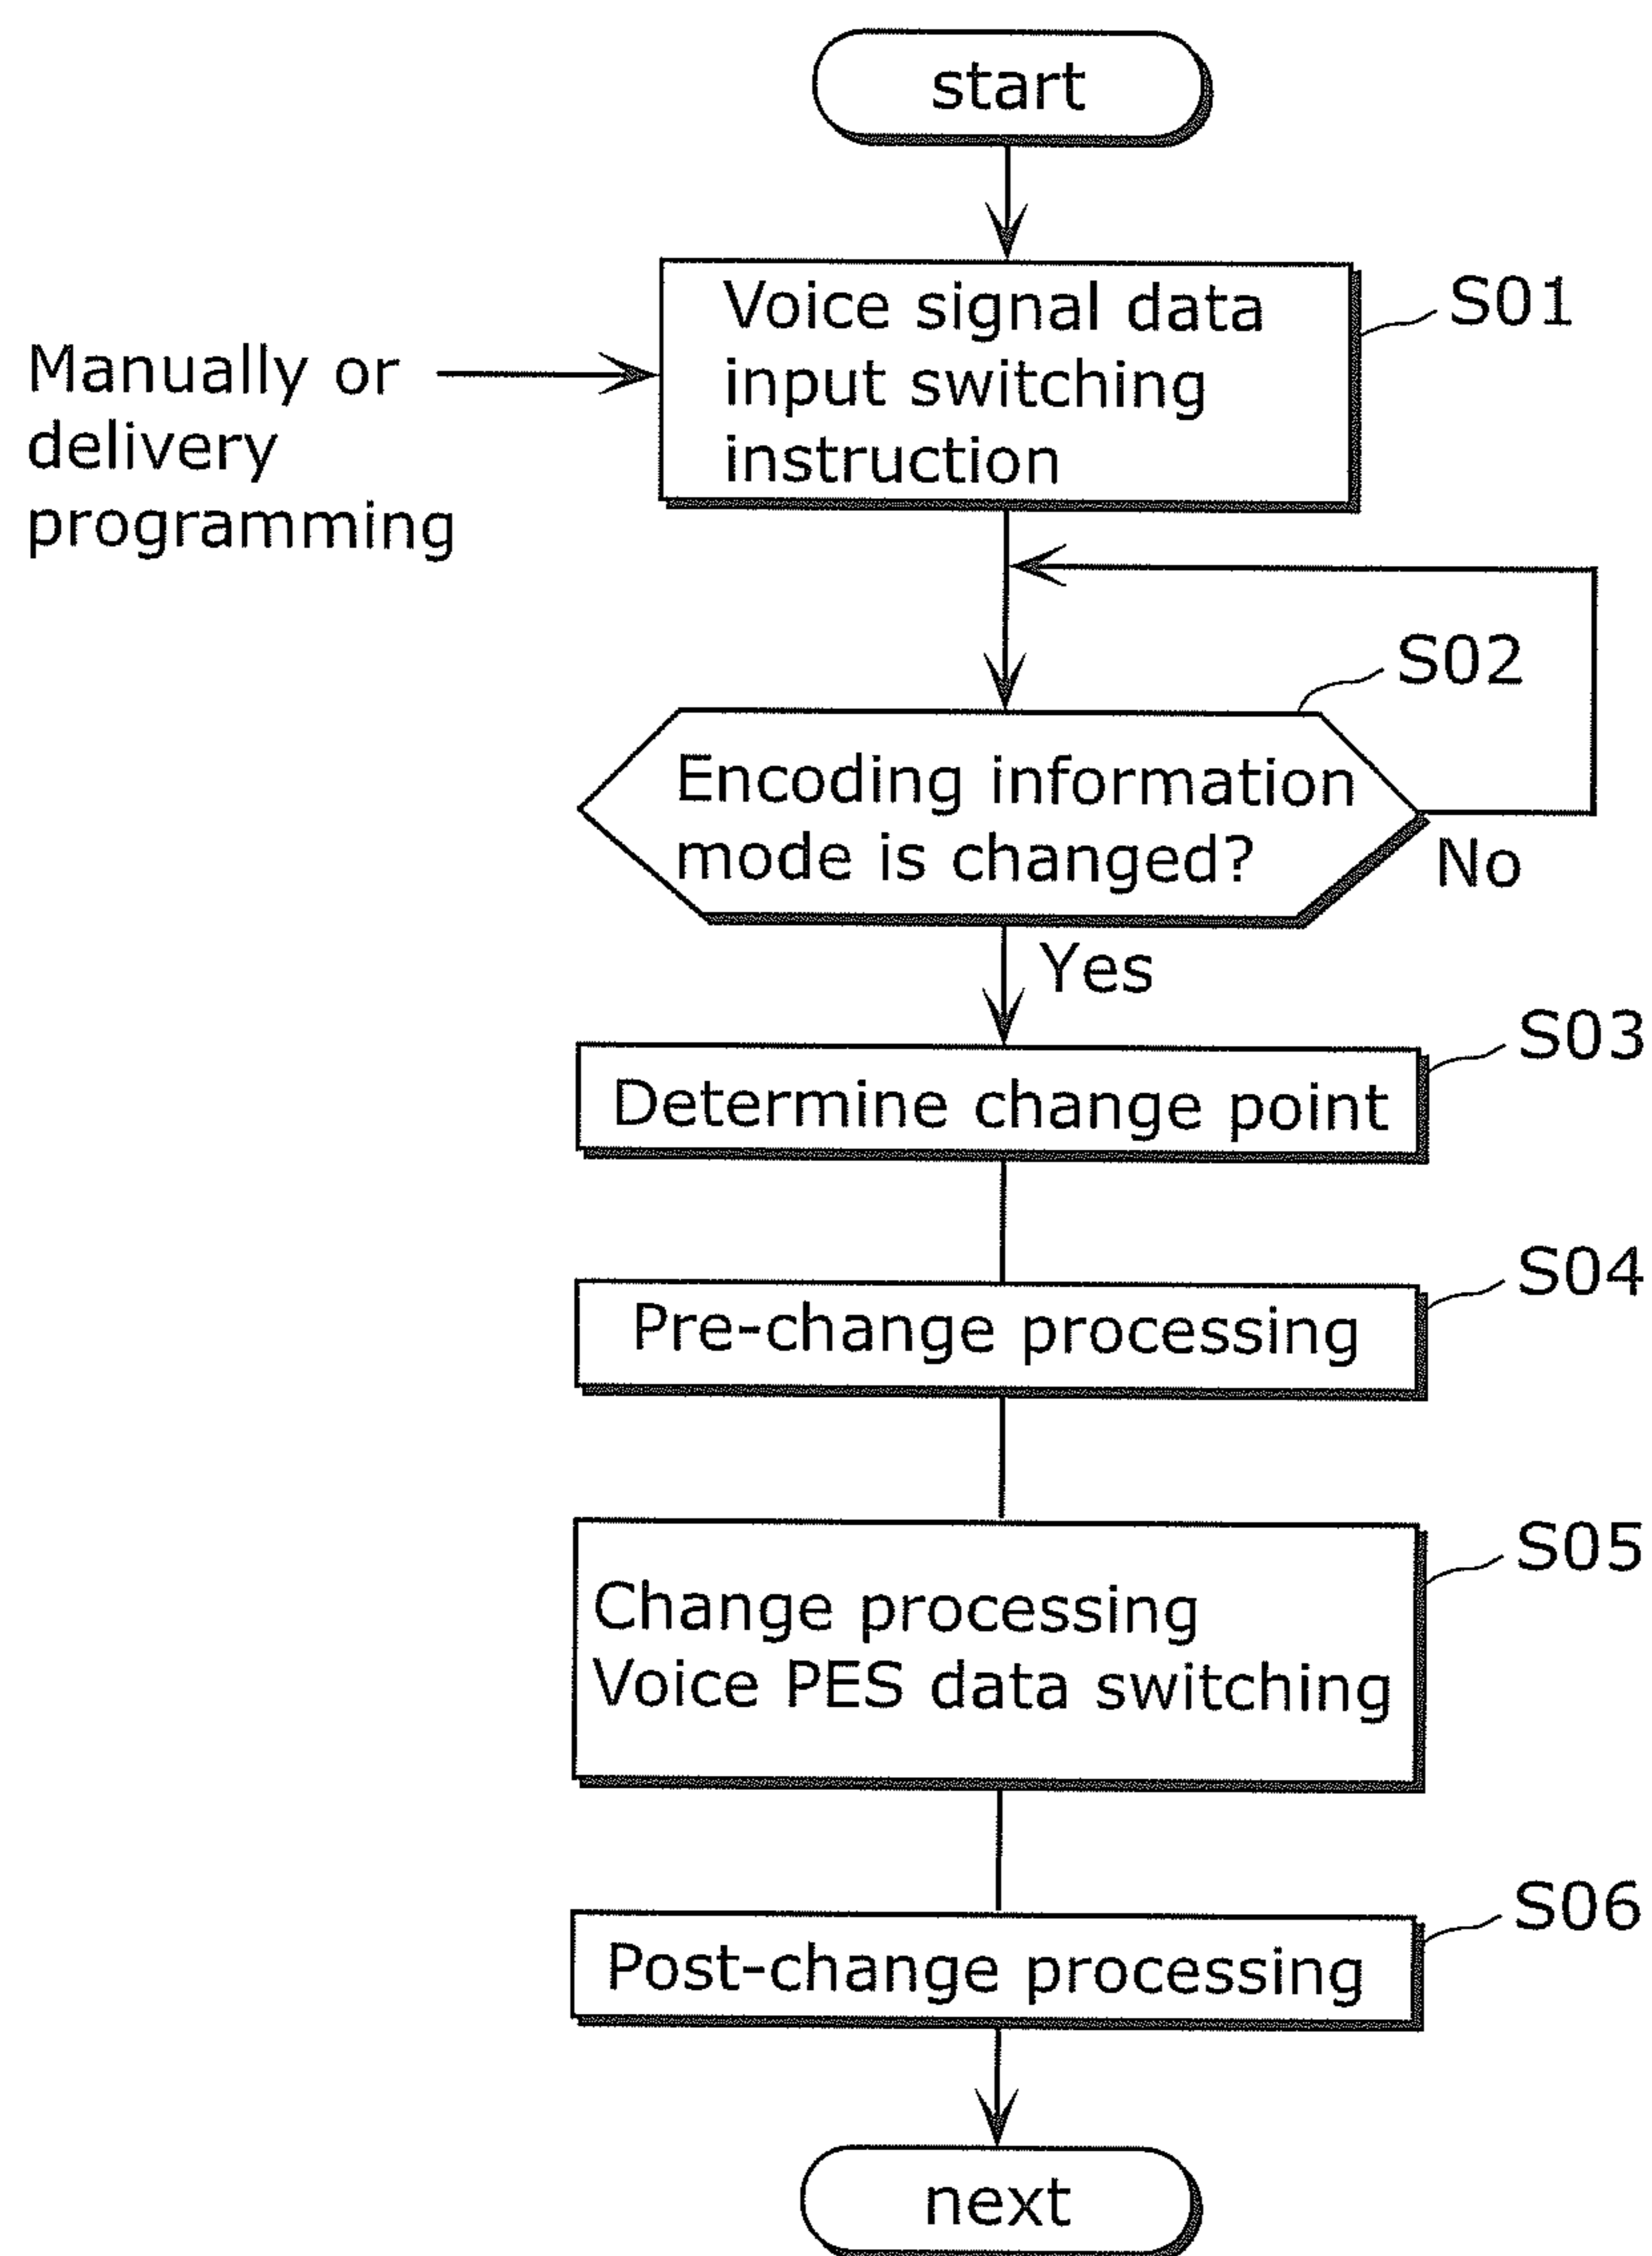 start
Voice signal data
input switching
instruction
S01
Manually or
delivery
programming
S02
Encoding information
mode is changed?
No
Yes
S03
Determine change point
S04
Pre-change processing
S05
Change processing
Voice PES data switching
S06
Post-change processing
next